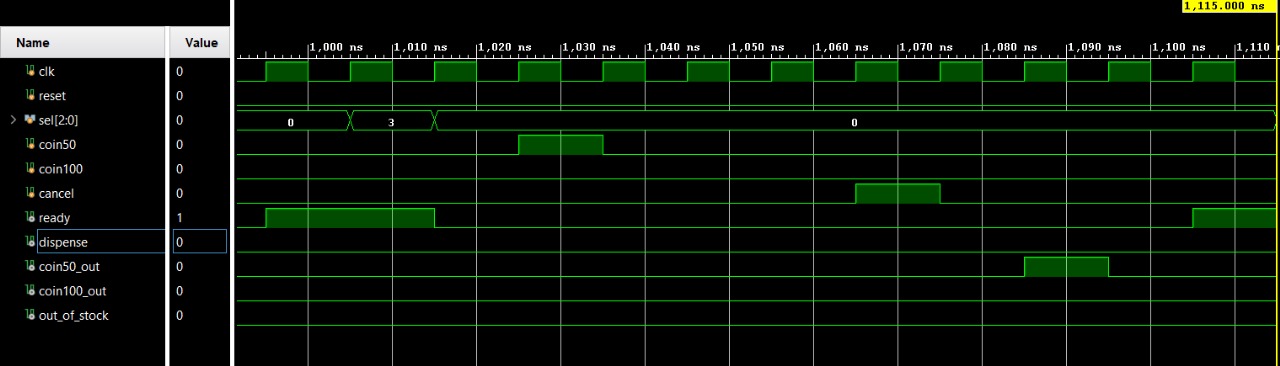 1,115.000 ns
Name Value 1,000 ns 1,010 ns 1,020 ns 1,030 ns 1,040 ns 1,050 ns 1,060 ns 1,070 ns 1,080 ns 1,090 ns 1,100 ns 1,110
clk 0
reset 0
sel[2:0] 0 0 3 0
coin50 0
coin100 0
cancel 0
ready 1
dispense 0
coin50_out 0
coin100_out 0
out_of_stock 0